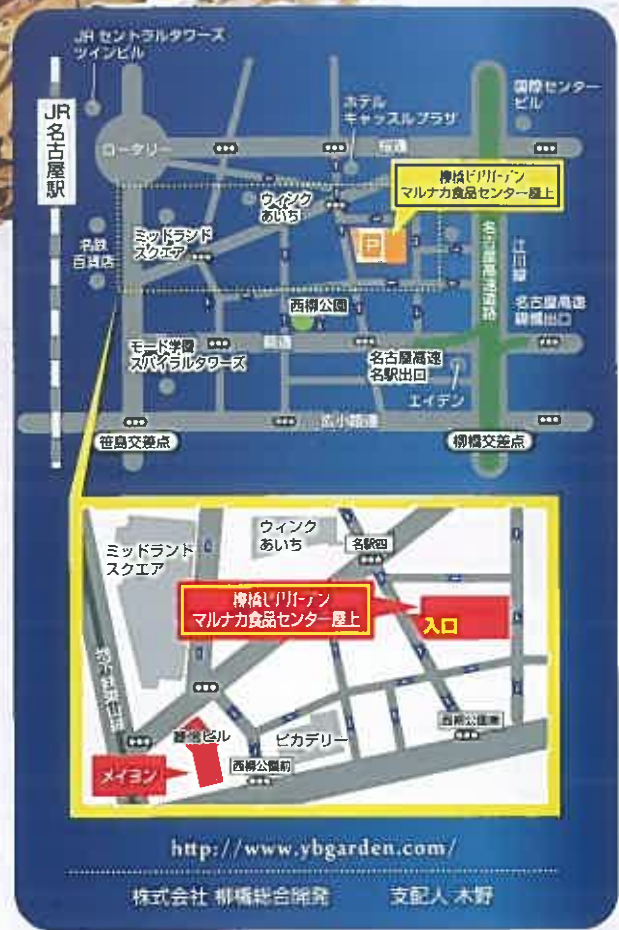 JR セントラルタワーズ
ツインビル
国際センター
ビル
JR名古屋駅
ロータリー
ホテル
キャッスルプラザ
桜通
柳橋ビアガーデン
マルナカ食品センター屋上
ウィンク
あいち
ミッドランド
スクエア
名鉄
百貨店
P
名古屋高速道路
江川線
名古屋高速
錦橋出口
西柳公園
錦通
モード学園
スパイラルタワーズ
名古屋高速
名駅出口
エイデン
広小路通
笹島交差点
柳橋交差点
ミッドランド
スクエア
ウィンク
あいち
名駅四
柳橋ビアガーデン
マルナカ食品センター屋上
入口
ビル
ピカデリー
西柳公園南
メイヨン
西柳公園前
http://www.ybgarden.com/
株式会社 柳橋総合開発 支配人 木野